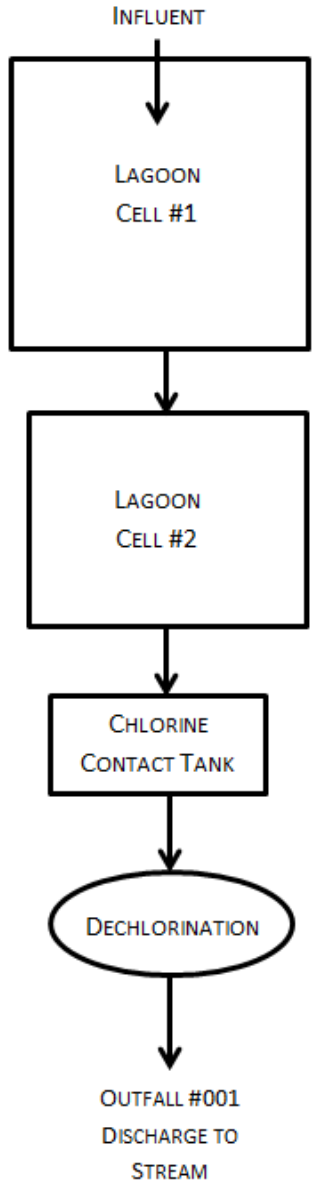 INFLUENT
LAGOON
CELL #1
LAGOON
CELL #2
CHLORINE
CONTACT TANK
DECHLORINATION
OUTFALL #001
DISCHARGE TO
STREAM